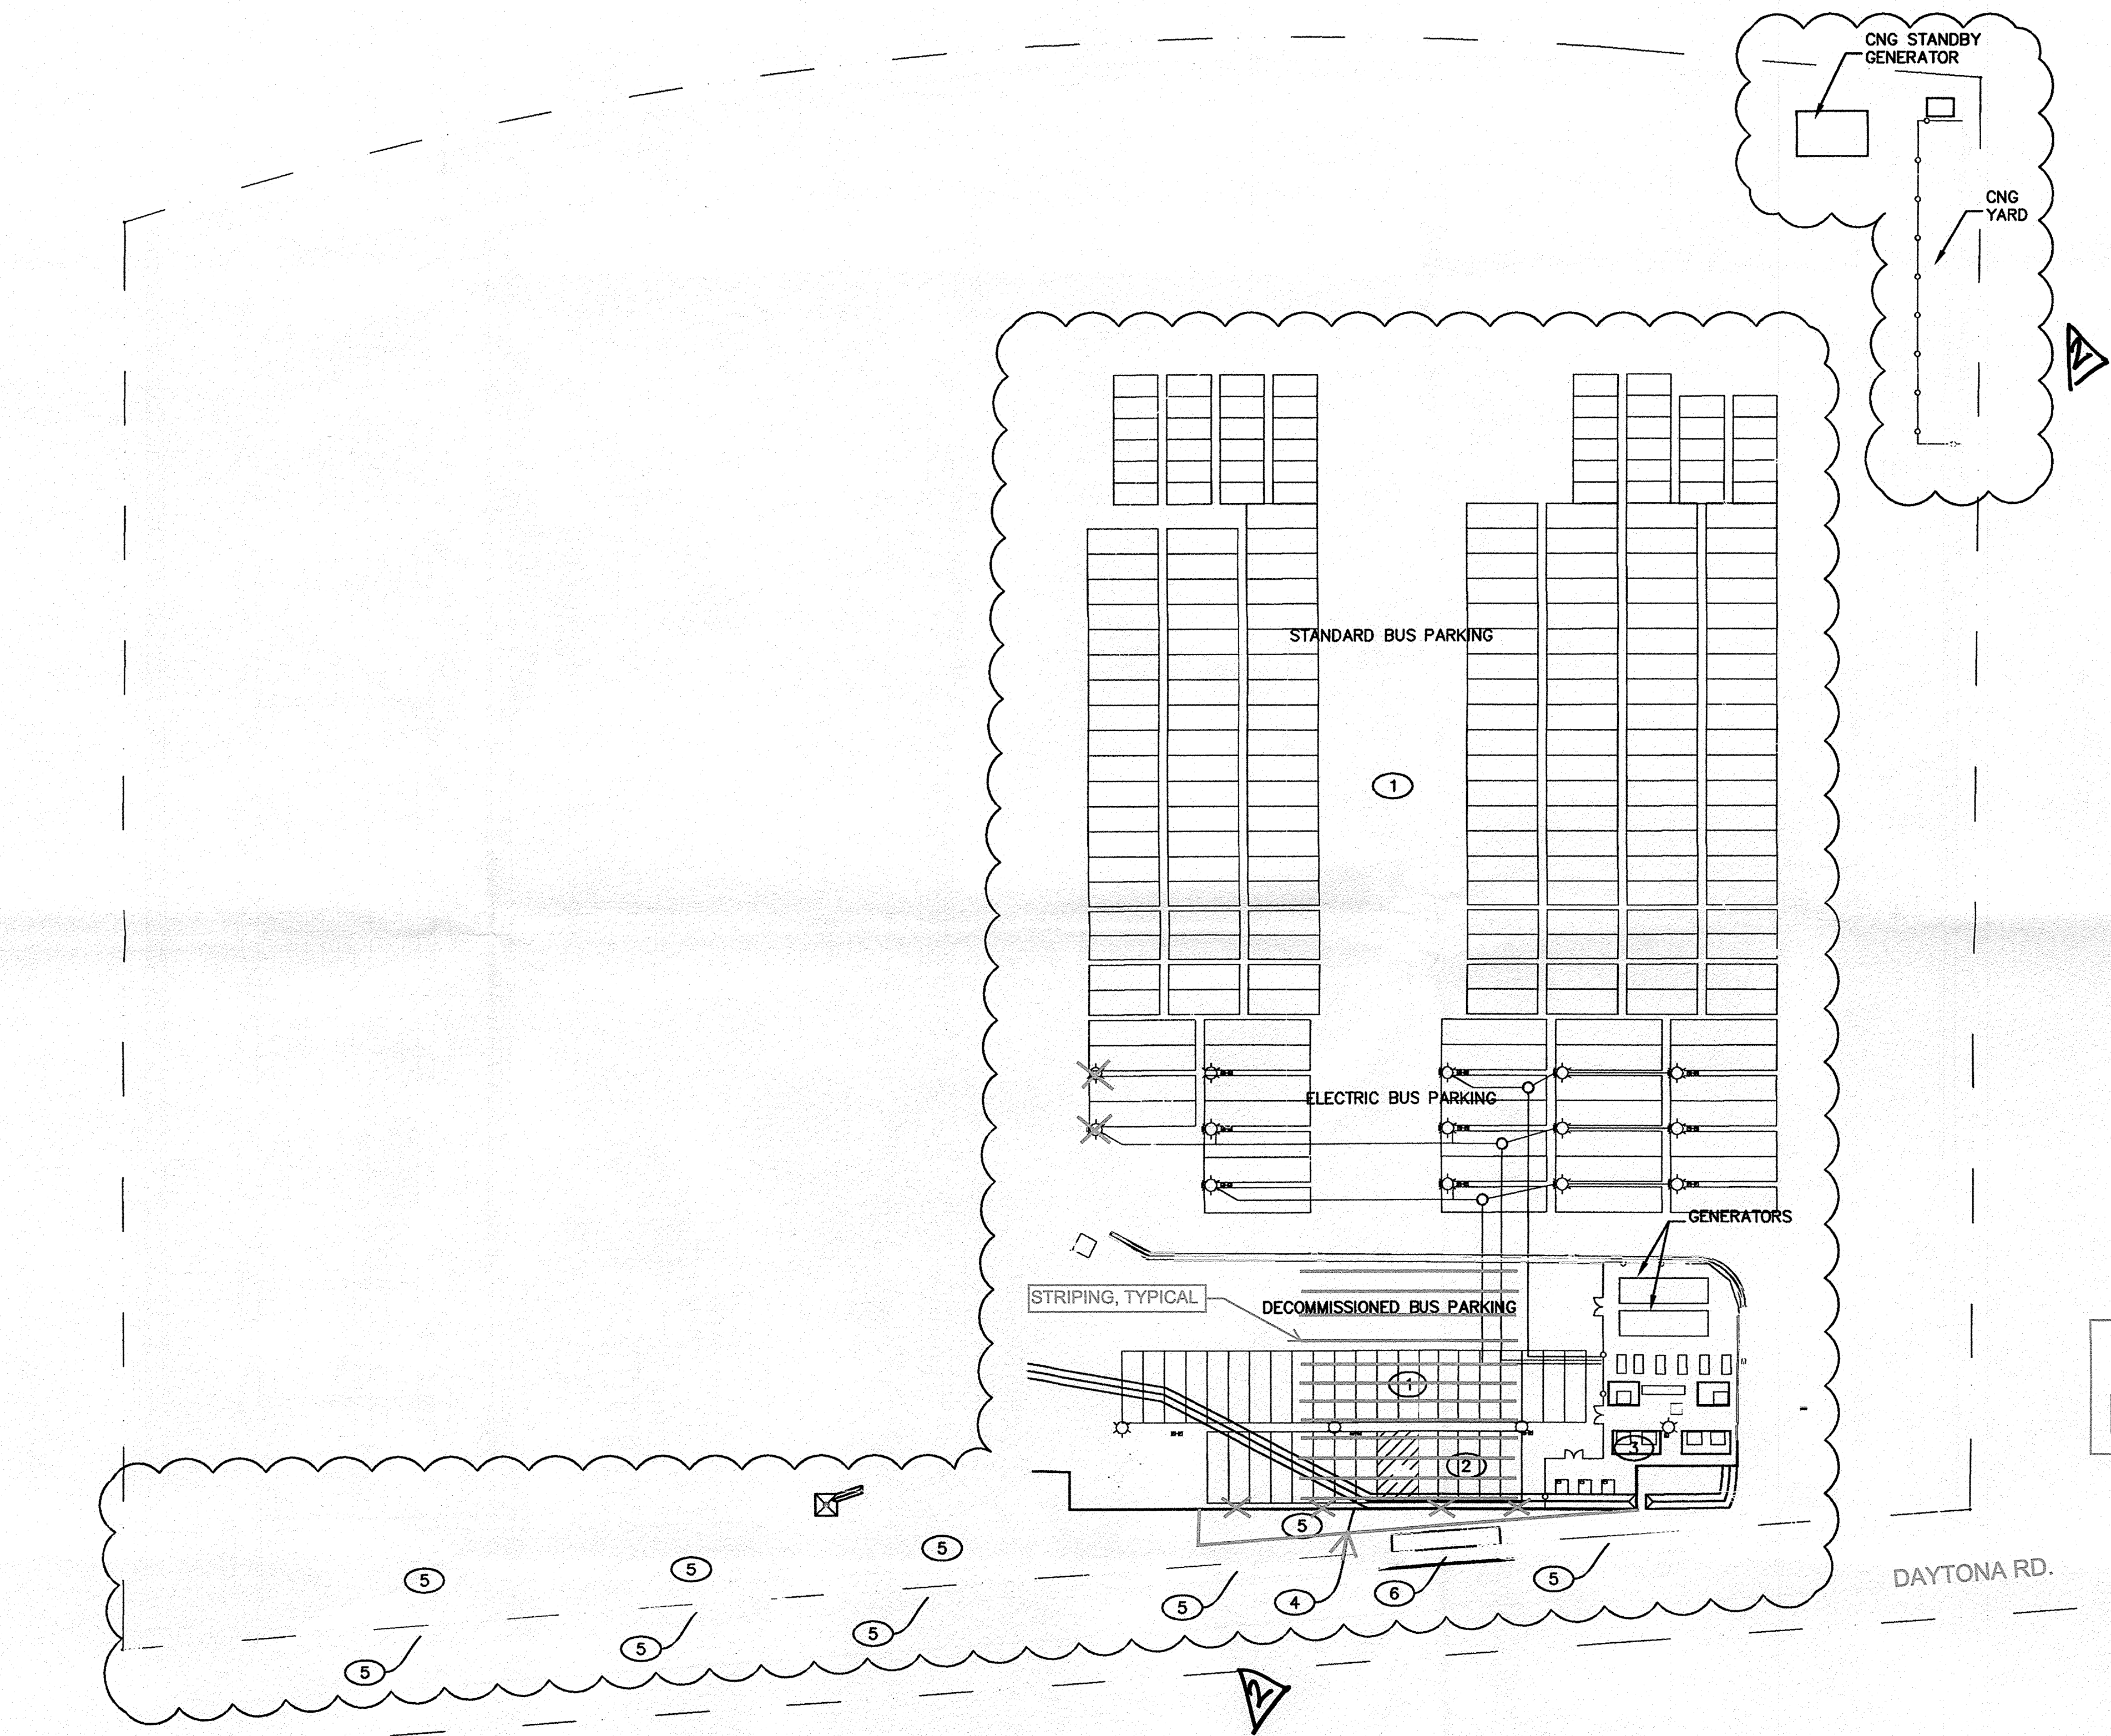 CNG STANDBY
GENERATOR
CNG
YARD
2
STANDARD BUS PARKING
1
ELECTRIC BUS PARKING
GENERATORS
STRIPING, TYPICAL
DECOMMISSIONED BUS PARKING
1
2
3
5
5
5
5
5
4
6
5
DAYTONA RD.
5
5
5
2